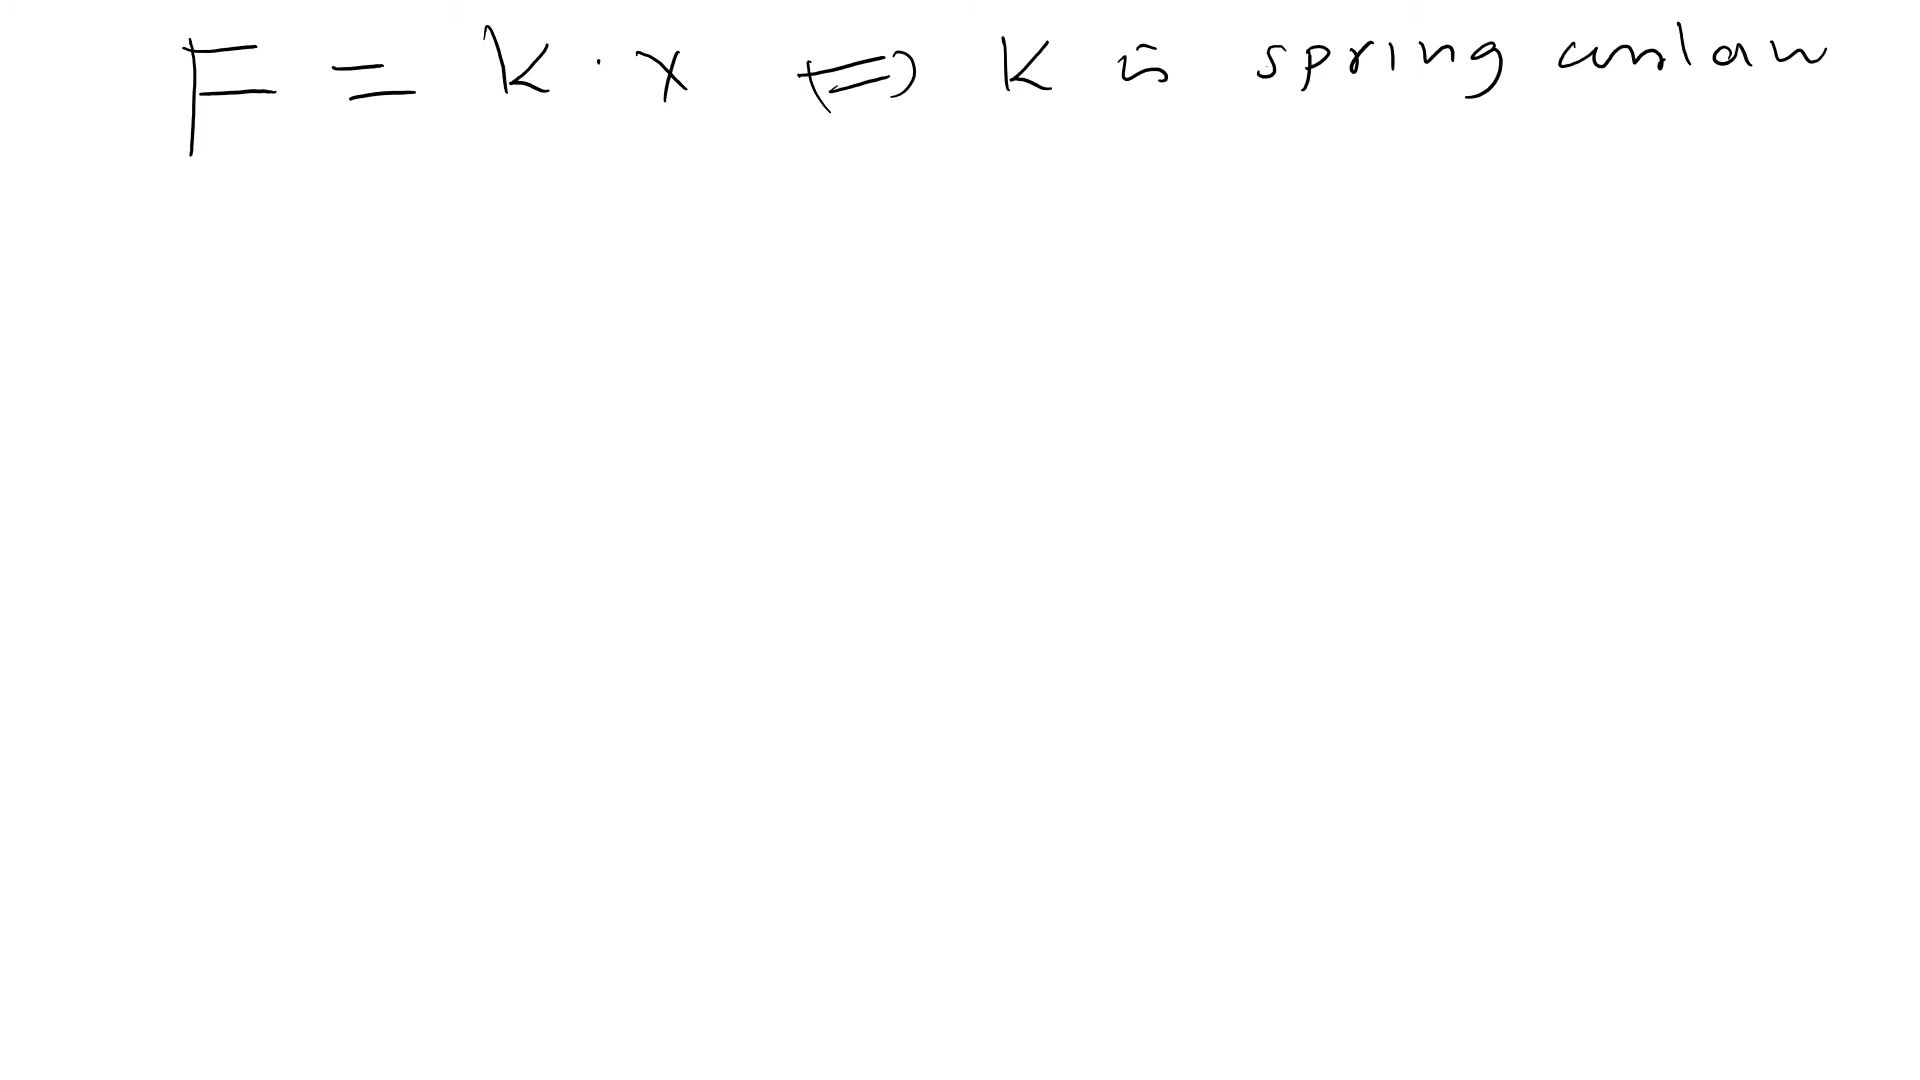 F = k · x ⇔ K is spring